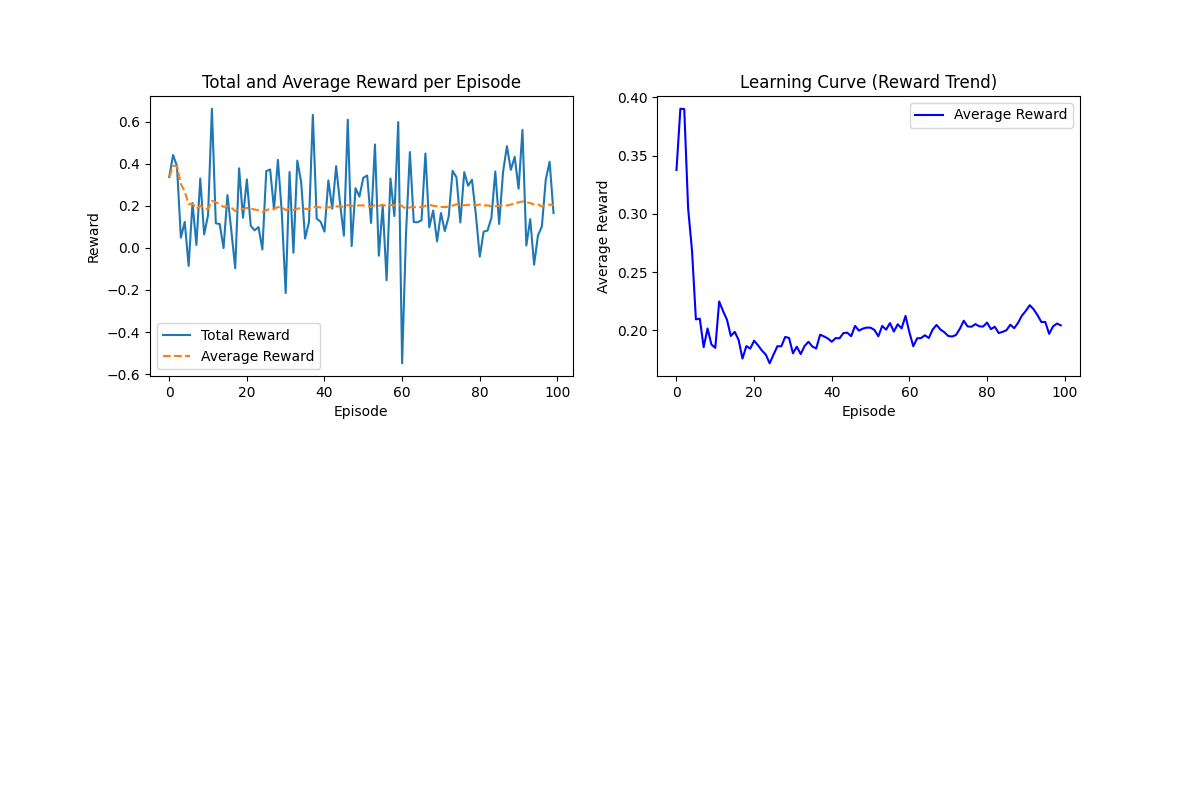 Total and Average Reward per Episode
Reward
0.6
0.4
0.2
0.0
−0.2
−0.4
−0.6
Total Reward
Average Reward
0 20 40 60 80 100
Episode
Learning Curve (Reward Trend)
Average Reward
0.40
0.35
0.30
0.25
0.20
Average Reward
0 20 40 60 80 100
Episode